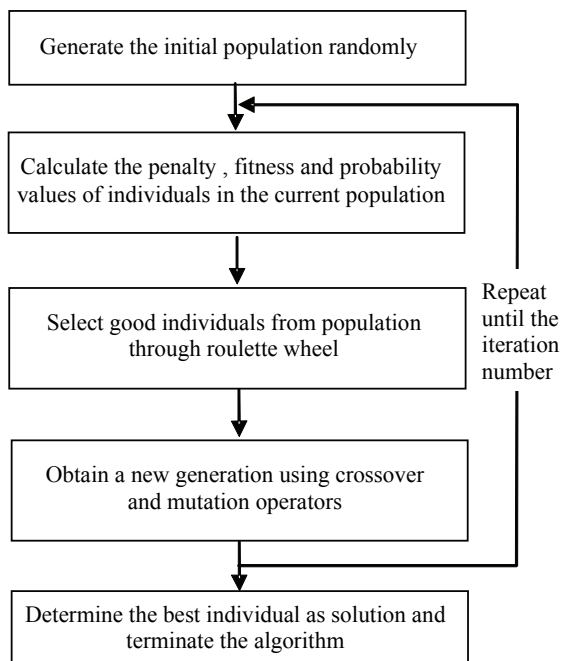 Generate the initial population randomly
Calculate the penalty , fitness and probability
values of individuals in the current population
Select good individuals from population
through roulette wheel
Repeat
until the
iteration
number
Obtain a new generation using crossover
and mutation operators
Determine the best individual as solution and
terminate the algorithm